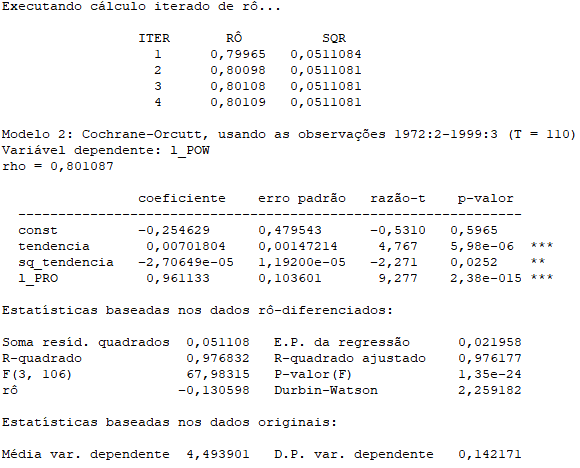 Executando cálculo iterado de rô...
ITER RÔ SQR
1 0,79965 0,0511084
2 0,80098 0,0511081
3 0,80108 0,0511081
4 0,80109 0,0511081
Modelo 2: Cochrane-Orcutt, usando as observações 1972:2-1999:3 (T = 110)
Variável dependente: l_POW
rho = 0,801087
coeficiente erro padrão razão-t p-valor
----------------------------------------------------------------
const -0,254629 0,479543 -0,5310 0,5965
tendencia 0,00701804 0,00147214 4,767 5,98e-06 ***
sq_tendencia -2,70649e-05 1,19200e-05 -2,271 0,0252 **
l_PRO 0,961133 0,103601 9,277 2,38e-015 ***
Estatísticas baseadas nos dados rô-diferenciados:
Soma resíd. quadrados 0,051108 E.P. da regressão 0,021958
R-quadrado 0,976832 R-quadrado ajustado 0,976177
F(3, 106) 67,98315 P-valor(F) 1,35e-24
rô -0,130598 Durbin-Watson 2,259182
Estatísticas baseadas nos dados originais:
Média var. dependente 4,493901 D.P. var. dependente 0,142171